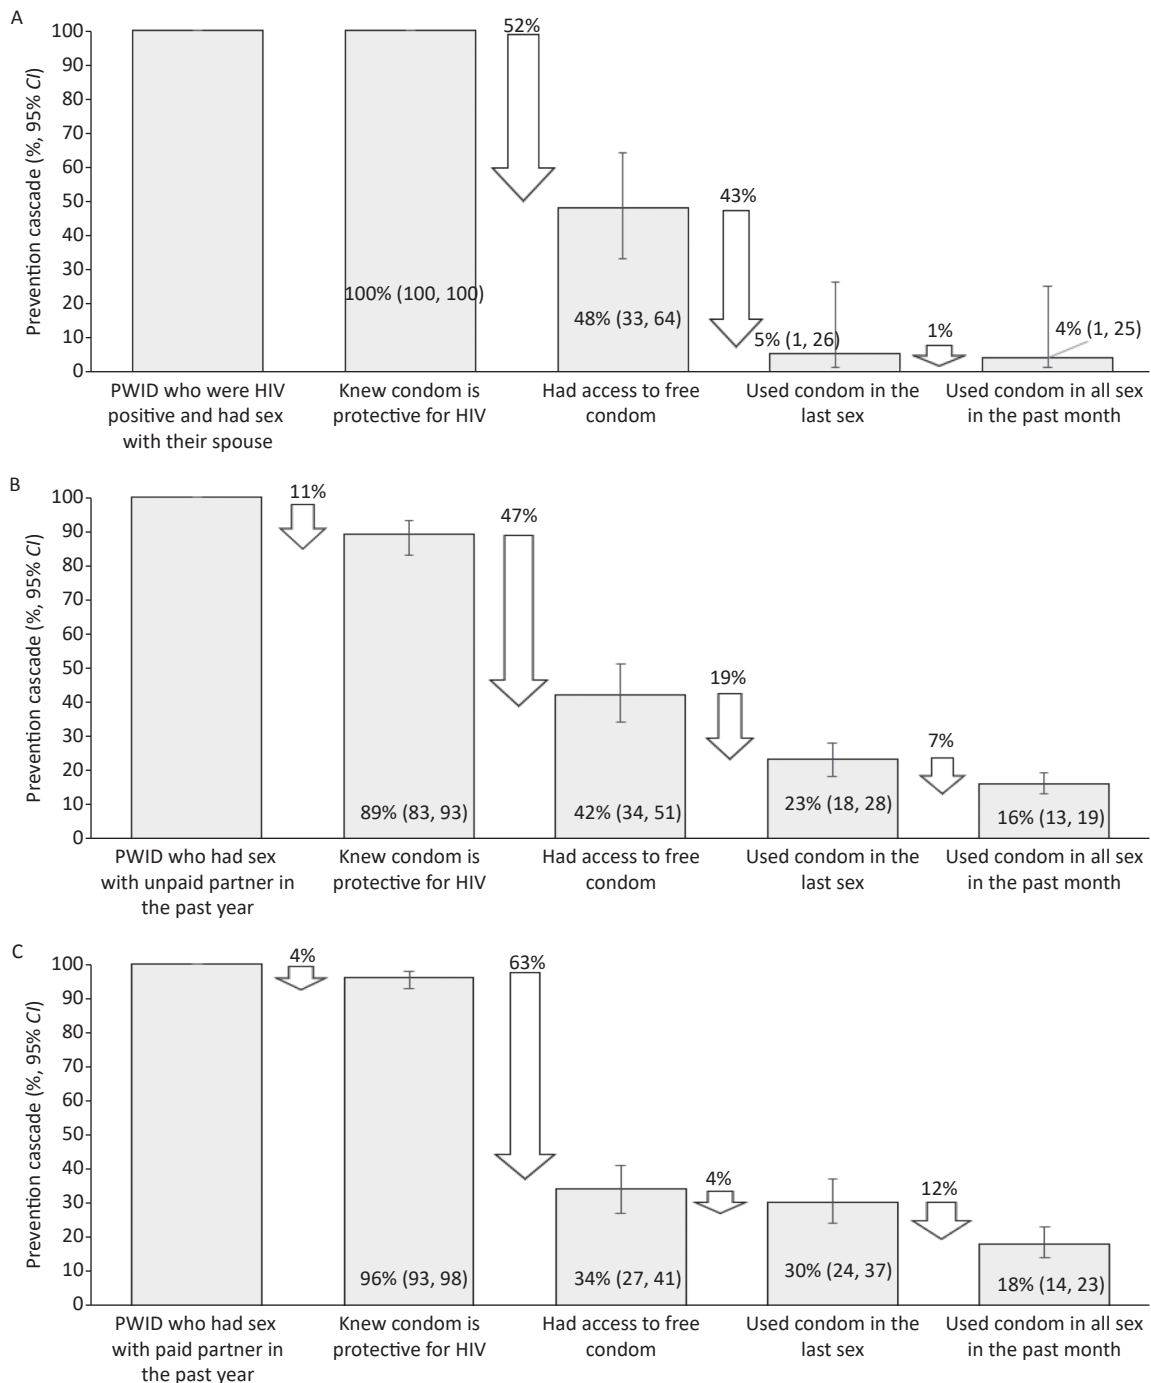 A
Prevention cascade (%, 95% CI)
100
90
80
70
60
50
40
30
20
10
0
52%
43%
1%
100% (100, 100)
48% (33, 64)
5% (1, 26)
4% (1, 25)
PWID who were HIV
positive and had sex
with their spouse
Knew condom is
protective for HIV
Had access to free
condom
Used condom in the
last sex
Used condom in all sex
in the past month
B
Prevention cascade (%, 95% CI)
100
90
80
70
60
50
40
30
20
10
0
11%
47%
19%
7%
89% (83, 93)
42% (34, 51)
23% (18, 28)
16% (13, 19)
PWID who had sex
with unpaid partner in
the past year
Knew condom is
protective for HIV
Had access to free
condom
Used condom in the
last sex
Used condom in all sex
in the past month
C
Prevention cascade (%, 95% CI)
100
90
80
70
60
50
40
30
20
10
0
4%
63%
4%
12%
96% (93, 98)
34% (27, 41)
30% (24, 37)
18% (14, 23)
PWID who had sex
with paid partner in
the past year
Knew condom is
protective for HIV
Had access to free
condom
Used condom in the
last sex
Used condom in all sex
in the past month